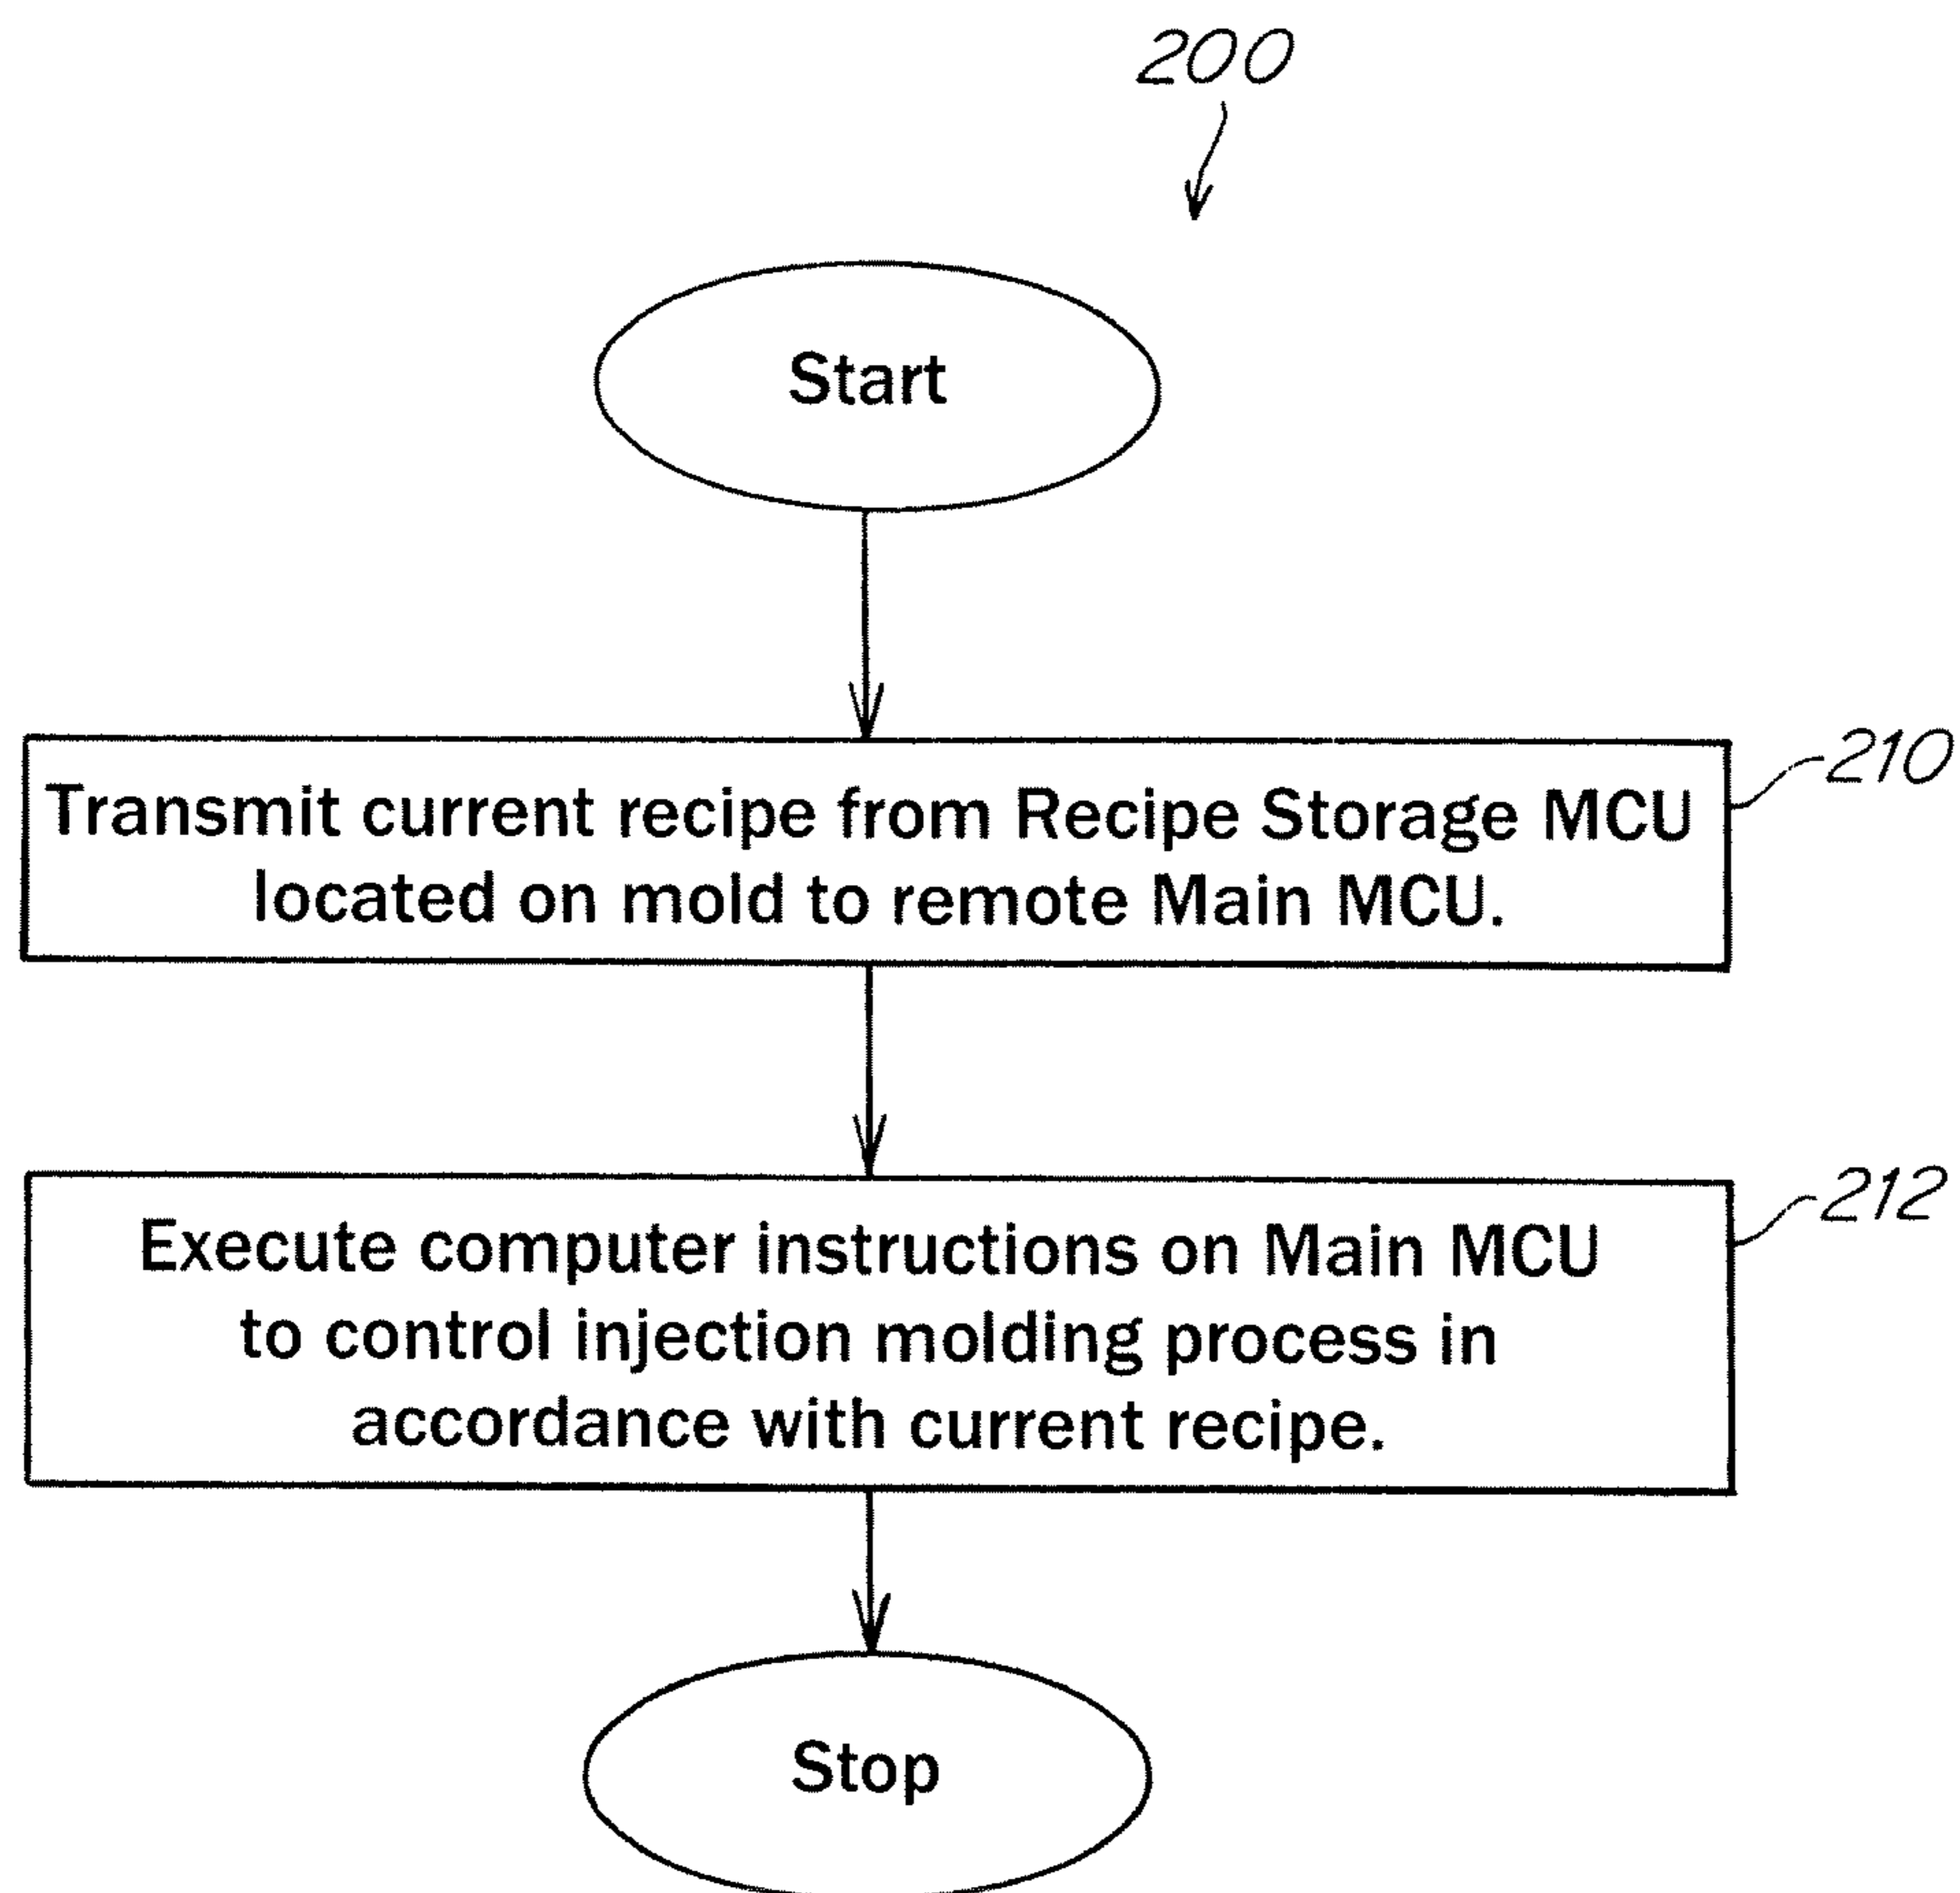 200
Start
Transmit current recipe from Recipe Storage MCU
located on mold to remote Main MCU.
210
Execute computer instructions on Main MCU
to control injection molding process in
accordance with current recipe.
212
Stop